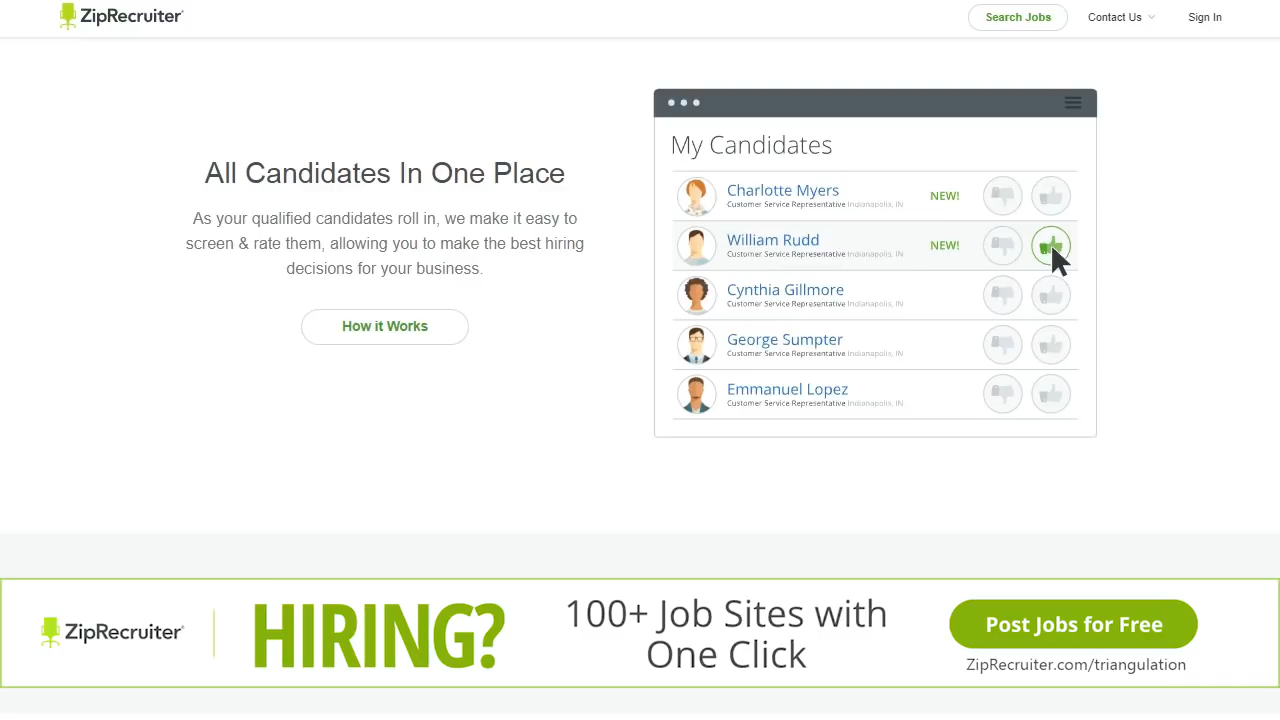 ZipRecruiter
Search Jobs
Contact Us
Sign In
All Candidates In One Place
As your qualified candidates roll in, we make it easy to
screen & rate them, allowing you to make the best hiring
decisions for your business.
How it Works
My Candidates
Charlotte Myers
Customer Service Representative Indianapolis, IN
NEW!
William Rudd
Customer Service Representative Indianapolis, IN
NEW!
Cynthia Gillmore
Customer Service Representative Indianapolis, IN
George Sumpter
Customer Service Representative Indianapolis, IN
Emmanuel Lopez
Customer Service Representative Indianapolis, IN
ZipRecruiter
HIRING?
100+ Job Sites with
One Click
Post Jobs for Free
ZipRecruiter.com/triangulation